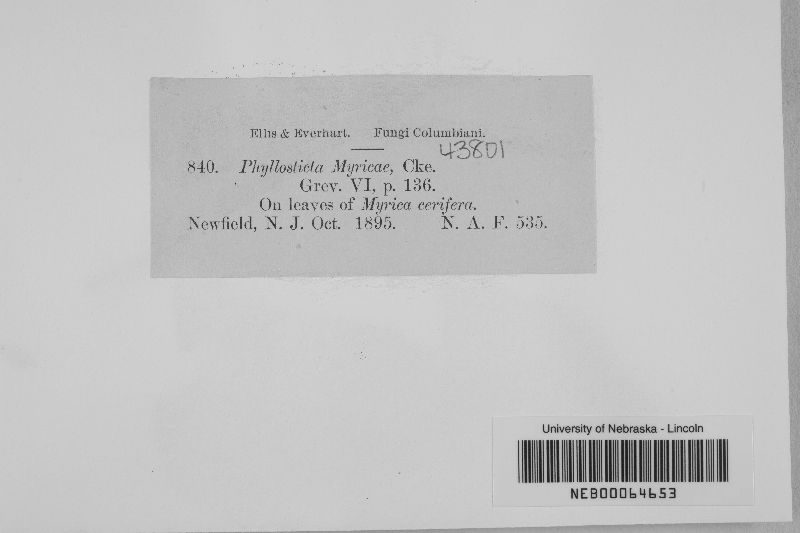 Ellis & Everhart. Fungi Columbiani.
43801
840. Phyllosticta Myricae, Cke.
Grev. VI, p. 136.
On leaves of Myrica cerifera.
Newfield, N. J. Oct. 1895. N. A. F. 535.
University of Nebraska - Lincoln
NEB00064653